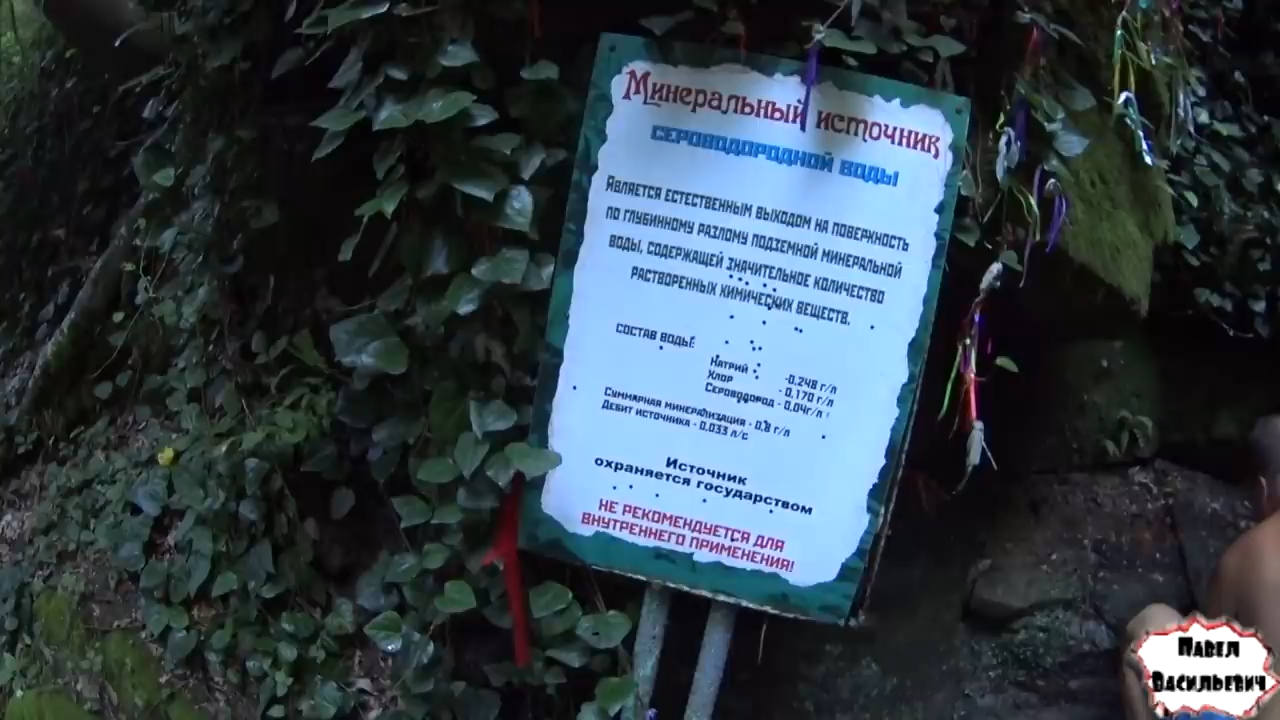 Минеральный источник
СЕРОВОДОРОДНОЙ ВОДЫ
Является естественным выходом на поверхность
по глубинному разлому подземной минеральной
воды, содержащей значительное количество
растворенных химических веществ.
СОСТАВ ВОДЫ:
Натрий -0,248 г/л
Хлор - 0,170 г/л
Сероводород - 0,04г/л
Суммарная минерализация - 0,8 г/л
Дебит источника - 0,033 л/с
Источник
охраняется государством
НЕ РЕКОМЕНДУЕТСЯ ДЛЯ
ВНУТРЕННЕГО ПРИМЕНЕНИЯ!
Павел
Васильевич